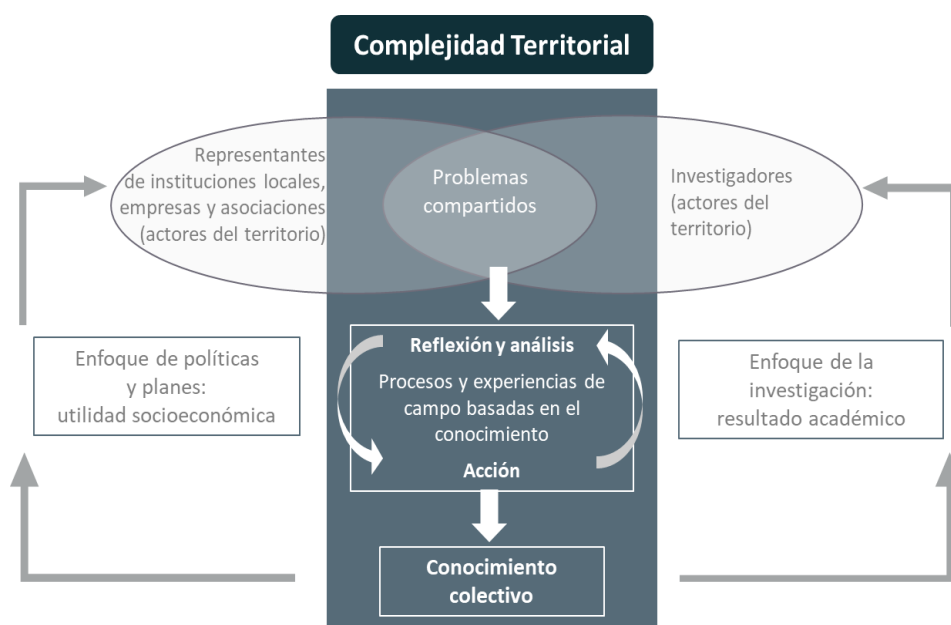 Complejidad Territorial
Representantes
de instituciones locales,
empresas y asociaciones
(actores del territorio)
Problemas
compartidos
Investigadores
(actores del
territorio)
Enfoque de políticas
y planes:
utilidad socioeconómica
Reflexión y análisis
Procesos y experiencias de
campo basadas en el
conocimiento
Acción
Enfoque de la
investigación:
resultado académico
Conocimiento
colectivo